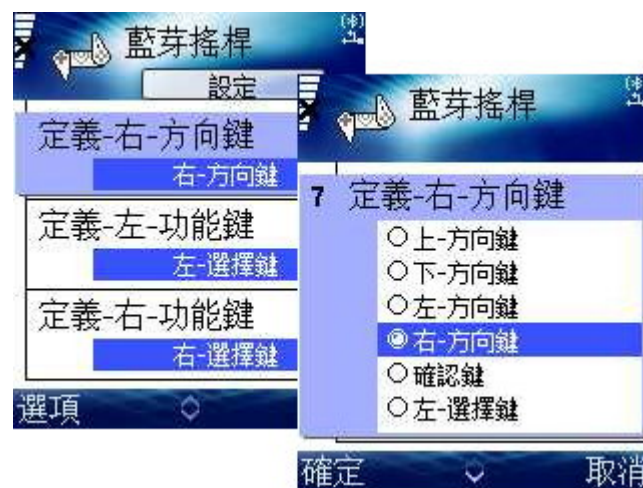 藍芽搖桿
設定
定義-右-方向鍵
右-方向鍵
定義-左-功能鍵
左-選擇鍵
定義-右-功能鍵
右-選擇鍵
選項
藍芽搖桿
7 定義-右-方向鍵
上-方向鍵
下-方向鍵
左-方向鍵
右-方向鍵
確認鍵
左-選擇鍵
確定
取消